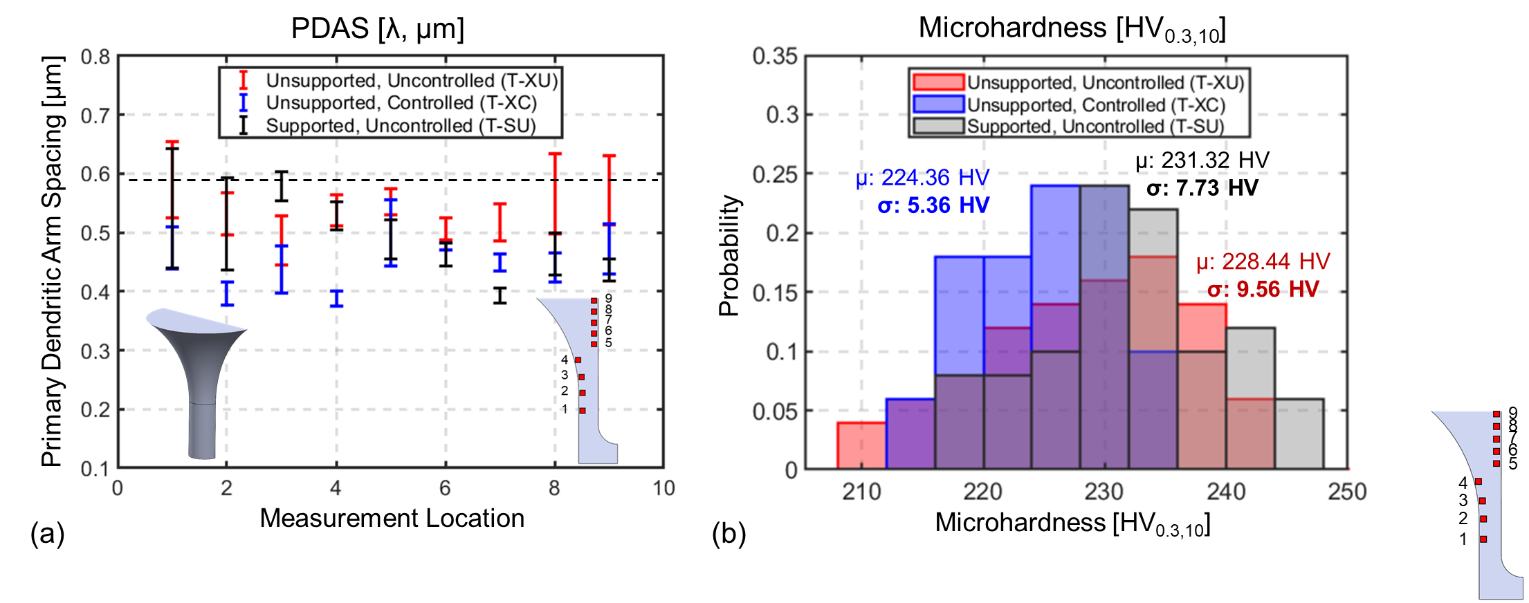 PDAS [λ, µm]
Primary Dendritic Arm Spacing [µm]
0.8
0.7
0.6
0.5
0.4
0.3
0.2
0.1
0
2
4
6
8
10
Measurement Location
Unsupported, Uncontrolled (T-XU)
Unsupported, Controlled (T-XC)
Supported, Uncontrolled (T-SU)
9
8
7
6
5
4
3
2
1
(a)
Microhardness [HV0.3,10]
Probability
0.35
0.3
0.25
0.2
0.15
0.1
0.05
0
210
220
230
240
250
Microhardness [HV0.3,10]
Unsupported, Uncontrolled (T-XU)
Unsupported, Controlled (T-XC)
Supported, Uncontrolled (T-SU)
µ: 224.36 HV
σ: 5.36 HV
µ: 231.32 HV
σ: 7.73 HV
µ: 228.44 HV
σ: 9.56 HV
(b)
9
8
7
6
5
4
3
2
1